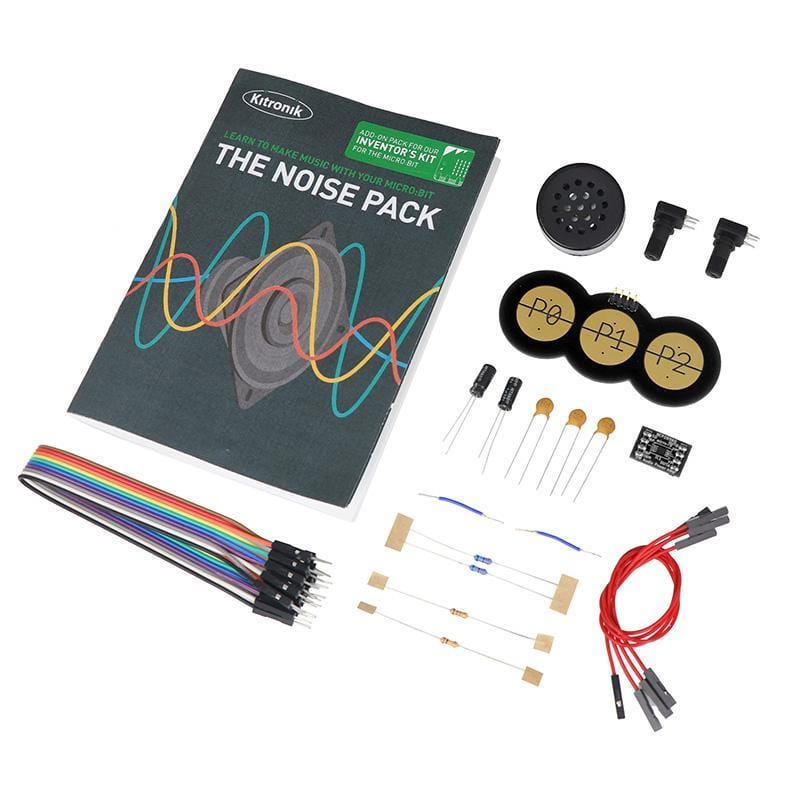 Kitronik
LEARN TO MAKE MUSIC WITH YOUR MICRO:BIT
THE NOISE PACK
ADD-ON PACK FOR OUR
INVENTOR'S KIT
FOR THE MICRO:BIT
P0
P1
P2